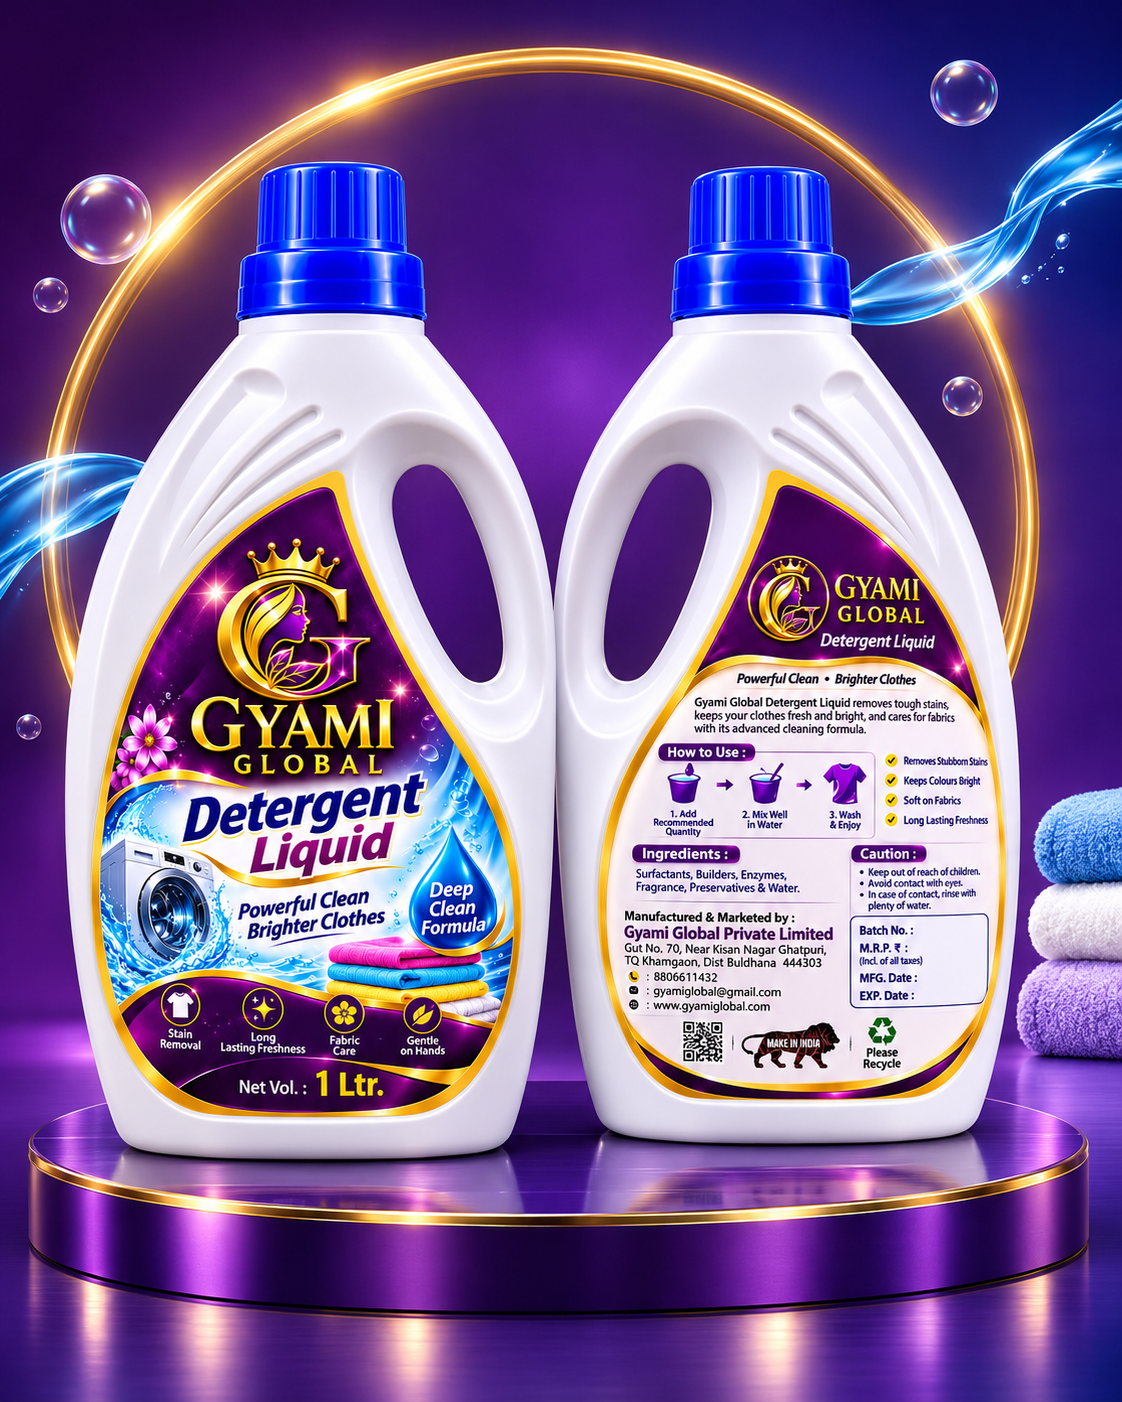 GYAMI
GLOBAL
Detergent
Liquid
Powerful Clean
Brighter Clothes
Deep
Clean
Formula
Stain
Removal
Long
Lasting Freshness
Fabric
Care
Gentle
on Hands
Net Vol. : 1 Ltr.
GYAMI
GLOBAL
Detergent Liquid
Powerful Clean • Brighter Clothes
Gyami Global Detergent Liquid removes tough stains,
keeps your clothes fresh and bright, and cares for fabrics
with its advanced cleaning formula.
How to Use :
1. Add
Recommended
Quantity
2. Mix Well
in Water
3. Wash
& Enjoy
Removes Stubborn Stains
Keeps Colours Bright
Soft on Fabrics
Long Lasting Freshness
Ingredients :
Surfactants, Builders, Enzymes,
Fragrance, Preservatives & Water.
Caution :
• Keep out of reach of children.
• Avoid contact with eyes.
• In case of contact, rinse with
plenty of water.
Manufactured & Marketed by :
Gyami Global Private Limited
Gut No. 70, Near Kisan Nagar Ghatpuri,
TQ Khamgaon, Dist Buldhana 444303
: 8806611432
: gyamiglobal@gmail.com
: www.gyamiglobal.com
Batch No. :
M.R.P. ₹ :
(Incl. of all taxes)
MFG. Date :
EXP. Date :
MAKE IN INDIA
Please
Recycle